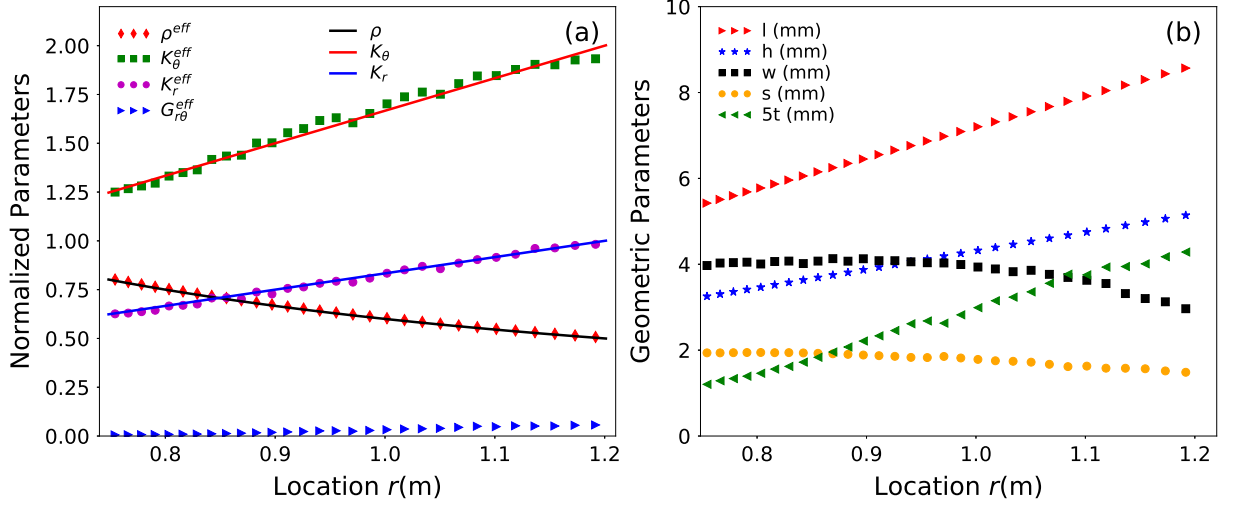 (a)
ρ^eff
K_θ^eff
K_r^eff
G_rθ^eff
ρ
K_θ
K_r
Normalized Parameters
2.00
1.75
1.50
1.25
1.00
0.75
0.50
0.25
0.00
0.8 0.9 1.0 1.1 1.2
Location r(m)
(b)
l (mm)
h (mm)
w (mm)
s (mm)
5t (mm)
Geometric Parameters
10
8
6
4
2
0
0.8 0.9 1.0 1.1 1.2
Location r(m)